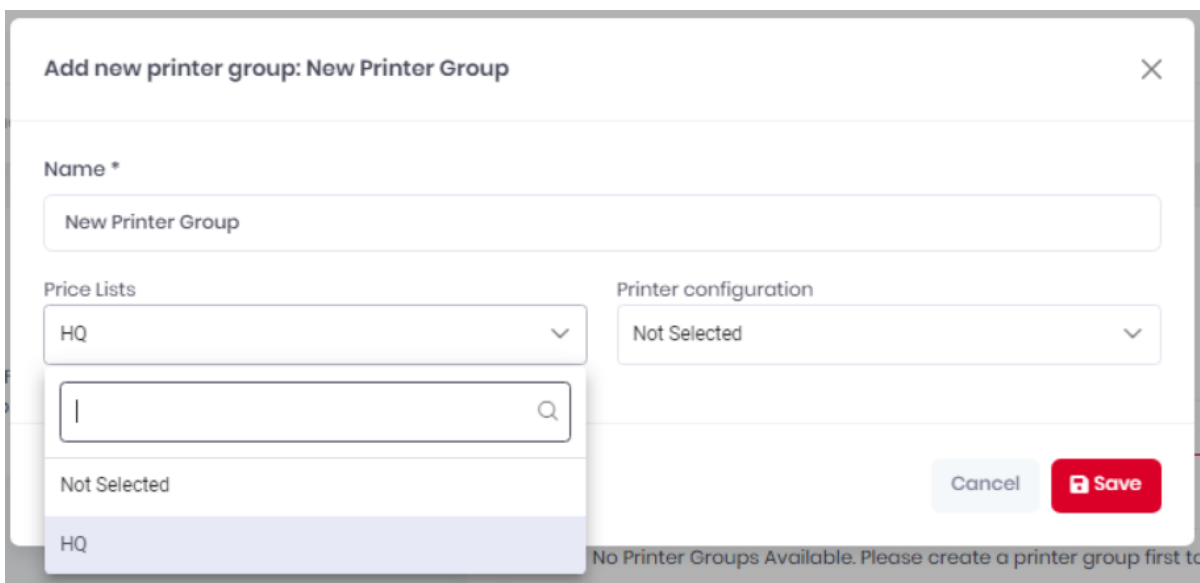 Add new printer group: New Printer Group
Name *
New Printer Group
Price Lists
Printer configuration
HQ
Not Selected
Not Selected
HQ
Cancel
Save
No Printer Groups Available. Please create a printer group first to